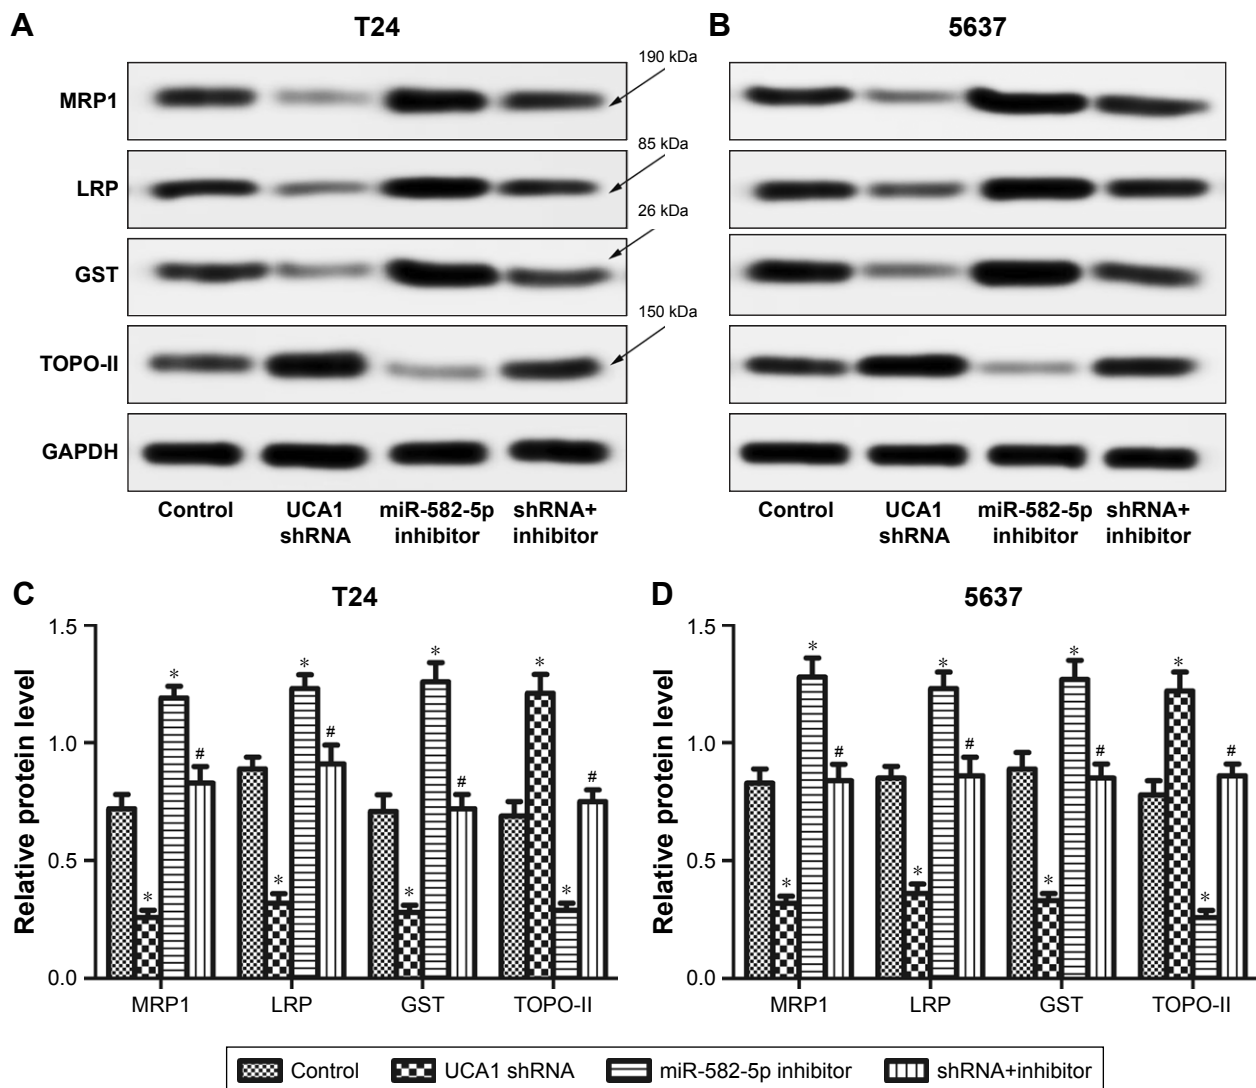 A
T24
B
5637
190 kDa
MRP1
85 kDa
LRP
26 kDa
GST
150 kDa
TOPO-II
GAPDH
Control
UCA1
shRNA
miR-582-5p
inhibitor
shRNA+
inhibitor
Control
UCA1
shRNA
miR-582-5p
inhibitor
shRNA+
inhibitor
C
T24
Relative protein level
1.5
1.0
0.5
0.0
* * #
* * #
* * #
* * #
MRP1 LRP GST TOPO-II
D
5637
Relative protein level
1.5
1.0
0.5
0.0
* * #
* * #
* * #
* * #
MRP1 LRP GST TOPO-II
Control UCA1 shRNA miR-582-5p inhibitor shRNA+inhibitor